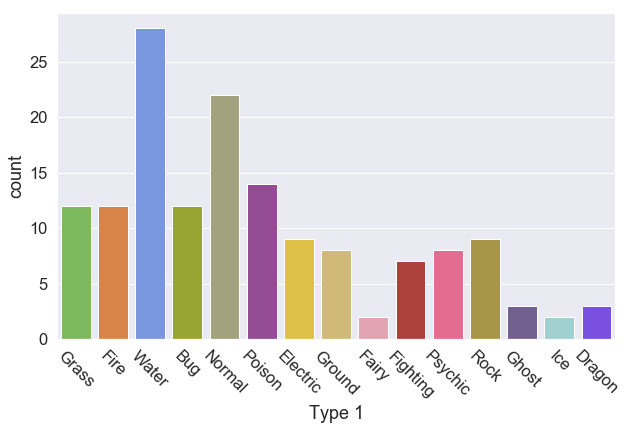 25
20
15
10
5
0
count
Grass
Fire
Water
Bug
Normal
Poison
Electric
Ground
Fairy
Fighting
Psychic
Rock
Ghost
Ice
Dragon
Type 1